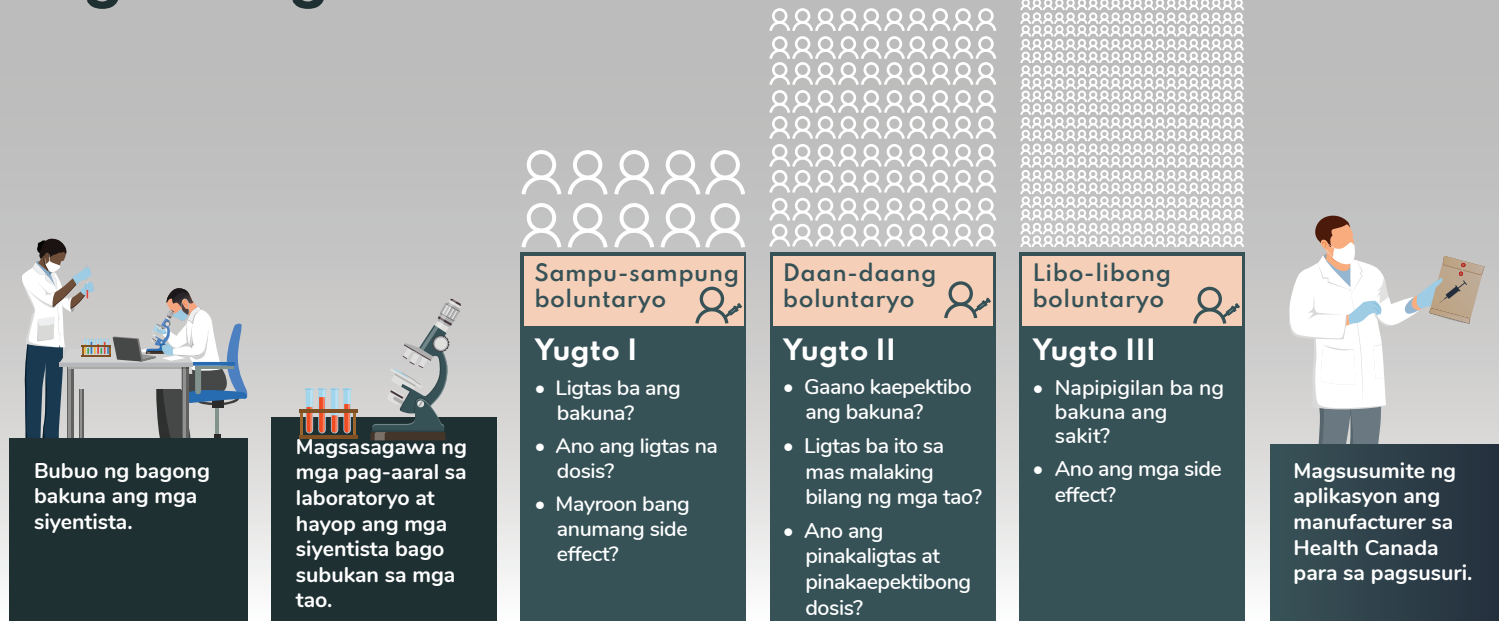 Bubuo ng bagong
bakuna ang mga
siyentista.
Magsasagawa ng
mga pag-aaral sa
laboratoryo at
hayop ang mga
siyentista bago
subukan sa mga
tao.
Sampu-sampung
boluntaryo
Yugto I
• Ligtas ba ang
bakuna?
• Ano ang ligtas na
dosis?
• Mayroon bang
anumang side
effect?
Daan-daang
boluntaryo
Yugto II
• Gaano kaepektibo
ang bakuna?
• Ligtas ba ito sa
mas malaking
bilang ng mga tao?
• Ano ang
pinakaligtas at
pinakaepektibong
dosis?
Libo-libong
boluntaryo
Yugto III
• Napipigilan ba ng
bakuna ang
sakit?
• Ano ang mga side
effect?
Magsusumite ng
aplikasyon ang
manufacturer sa
Health Canada
para sa pagsusuri.